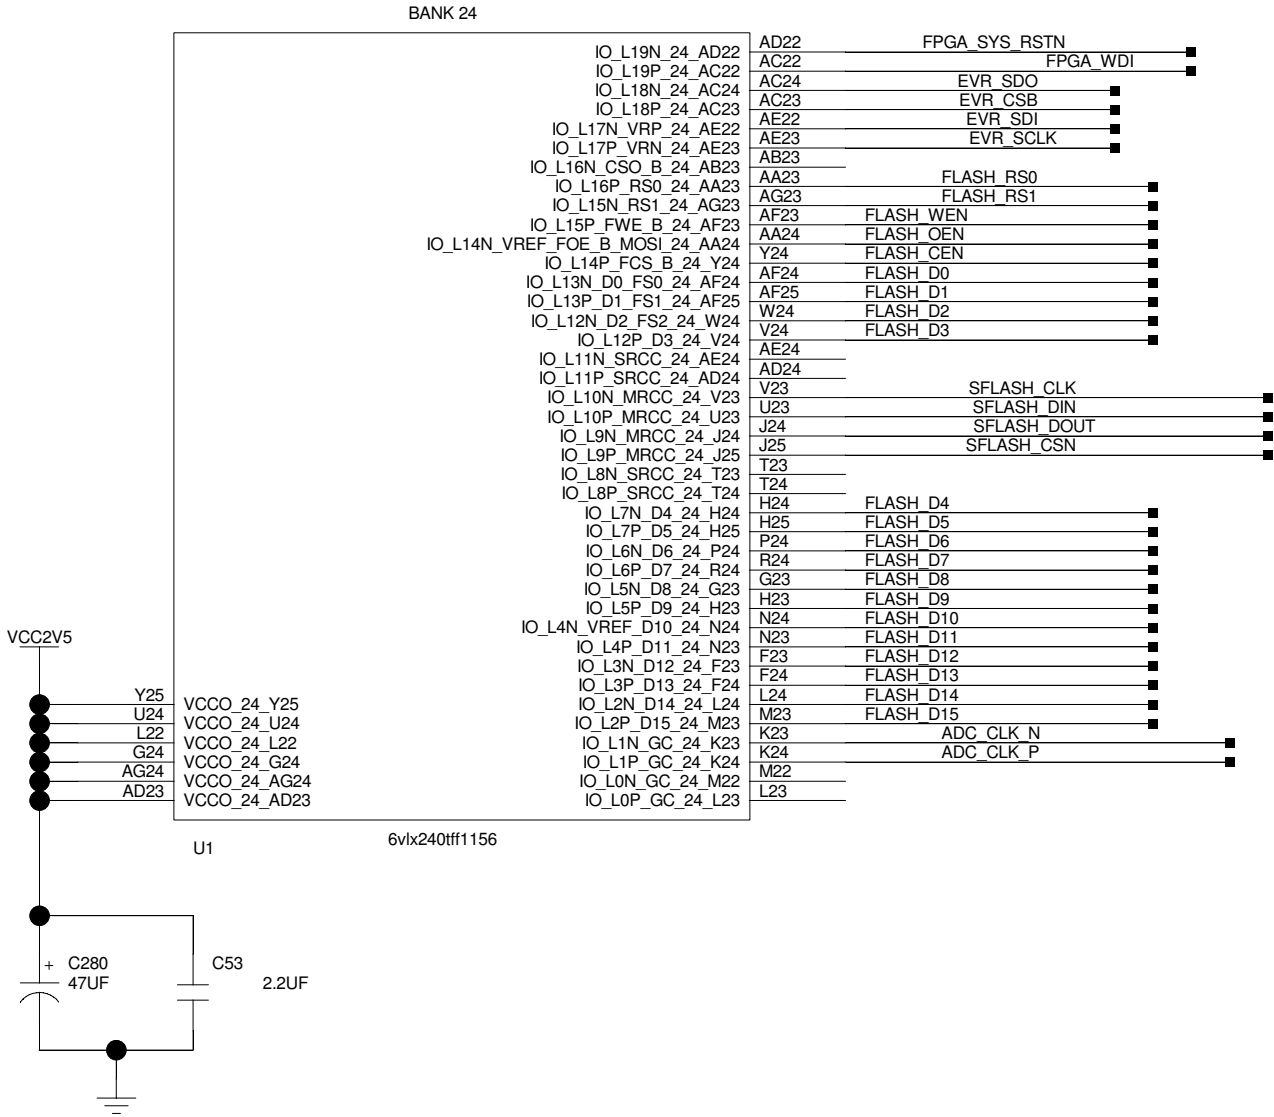 BANK 24
IO_L19N_24_AD22 AD22 FPGA_SYS_RSTN
IO_L19P_24_AC22 AC22 FPGA_WDI
IO_L18N_24_AC24 AC24 EVR_SDO
IO_L18P_24_AC23 AC23 EVR_CSB
IO_L17N_VRP_24_AE22 AE22 EVR_SDI
IO_L17P_VRN_24_AE23 AE23 EVR_SCLK
IO_L16N_CSO_B_24_AB23 AB23
IO_L16P_RS0_24_AA23 AA23 FLASH_RS0
IO_L15N_RS1_24_AG23 AG23 FLASH_RS1
IO_L15P_FWE_B_24_AF23 AF23 FLASH_WEN
IO_L14N_VREF_FOE_B_MOSI_24_AA24 AA24 FLASH_OEN
IO_L14P_FCS_B_24_Y24 Y24 FLASH_CEN
IO_L13N_D0_FS0_24_AF24 AF24 FLASH_D0
IO_L13P_D1_FS1_24_AF25 AF25 FLASH_D1
IO_L12N_D2_FS2_24_W24 W24 FLASH_D2
IO_L12P_D3_24_V24 V24 FLASH_D3
IO_L11N_SRCC_24_AE24 AE24
IO_L11P_SRCC_24_AD24 AD24
IO_L10N_MRCC_24_V23 V23 SFLASH_CLK
IO_L10P_MRCC_24_U23 U23 SFLASH_DIN
IO_L9N_MRCC_24_J24 J24 SFLASH_DOUT
IO_L9P_MRCC_24_J25 J25 SFLASH_CSN
IO_L8N_SRCC_24_T23 T23
IO_L8P_SRCC_24_T24 T24
IO_L7N_D4_24_H24 H24 FLASH_D4
IO_L7P_D5_24_H25 H25 FLASH_D5
IO_L6N_D6_24_P24 P24 FLASH_D6
IO_L6P_D7_24_R24 R24 FLASH_D7
IO_L5N_D8_24_G23 G23 FLASH_D8
IO_L5P_D9_24_H23 H23 FLASH_D9
IO_L4N_VREF_D10_24_N24 N24 FLASH_D10
VCC2V5 IO_L4P_D11_24_N23 N23 FLASH_D11
IO_L3N_D12_24_F23 F23 FLASH_D12
IO_L3P_D13_24_F24 F24 FLASH_D13
Y25 VCCO_24_Y25 IO_L2N_D14_24_L24 L24 FLASH_D14
U24 VCCO_24_U24 IO_L2P_D15_24_M23 M23 FLASH_D15
L22 VCCO_24_L22 IO_L1N_GC_24_K23 K23 ADC_CLK_N
G24 VCCO_24_G24 IO_L1P_GC_24_K24 K24 ADC_CLK_P
AG24 VCCO_24_AG24 IO_L0N_GC_24_M22 M22
AD23 VCCO_24_AD23 IO_L0P_GC_24_L23 L23
U1 6vlx240tff1156
+ C280 C53
47UF 2.2UF